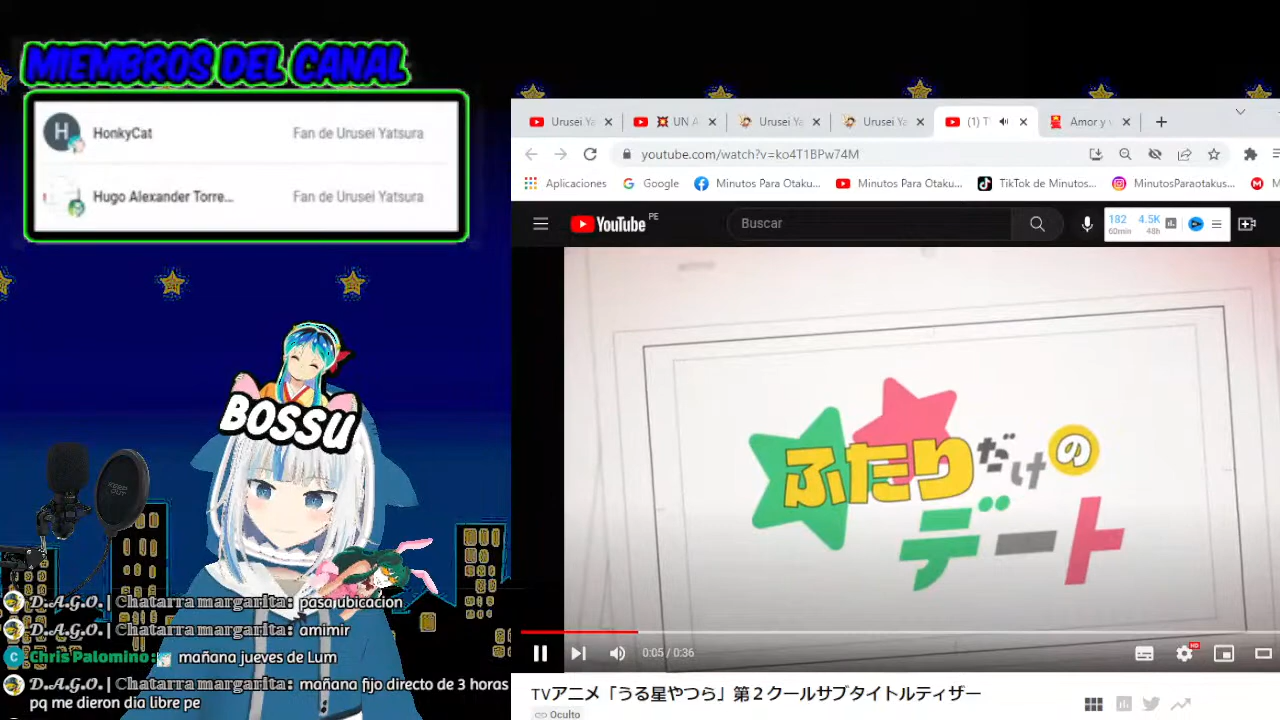 MIEMBROS DEL CANAL
H HonkyCat Fan de Urusei Yatsura
Hugo Alexander Torre... Fan de Urusei Yatsura
BOSSU
KEEP OUT
D.A.G.O. | Chatarra margarita: pasa ubicacion
D.A.G.O. | Chatarra margarita: amimir
C Chris Palomino: mañana jueves de Lum
D.A.G.O. | Chatarra margarita: mañana fijo directo de 3 horas
pq me dieron dia libre pe
Urusei Ya
UN A
Urusei Ya
Urusei Ya
(1) T
Amor y v
youtube.com/watch?v=ko4T1BPw74M
Aplicaciones Google Minutos Para Otaku... Minutos Para Otaku... TikTok de Minutos... MinutosParaotakus...
YouTube PE Buscar
182 4.5K
60min 48h
ふたりだけの
デート
0:05 / 0:36
HD
TVアニメ「うる星やつら」第２クールサブタイトルティザー
Oculto